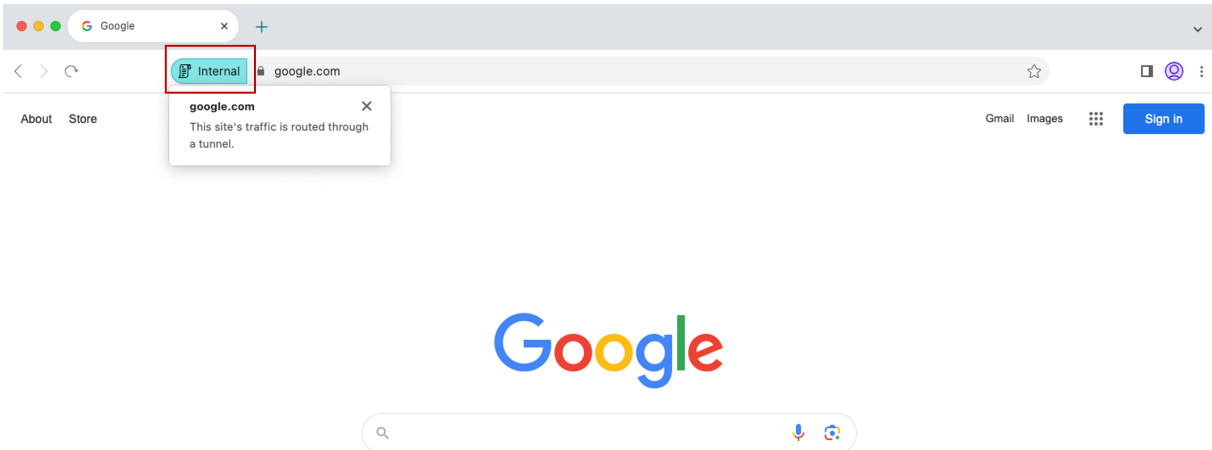 Google
Internal google.com
google.com
This site's traffic is routed through
a tunnel.
About Store
Gmail Images Sign in
Google